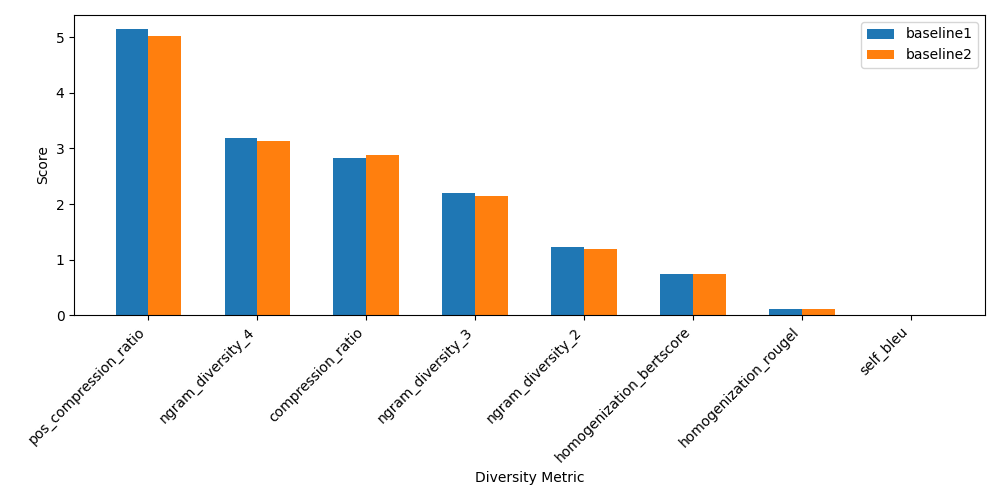 baseline1
baseline2
Score
5
4
3
2
1
0
pos_compression_ratio
ngram_diversity_4
compression_ratio
ngram_diversity_3
ngram_diversity_2
homogenization_bertscore
homogenization_rougel
self_bleu
Diversity Metric